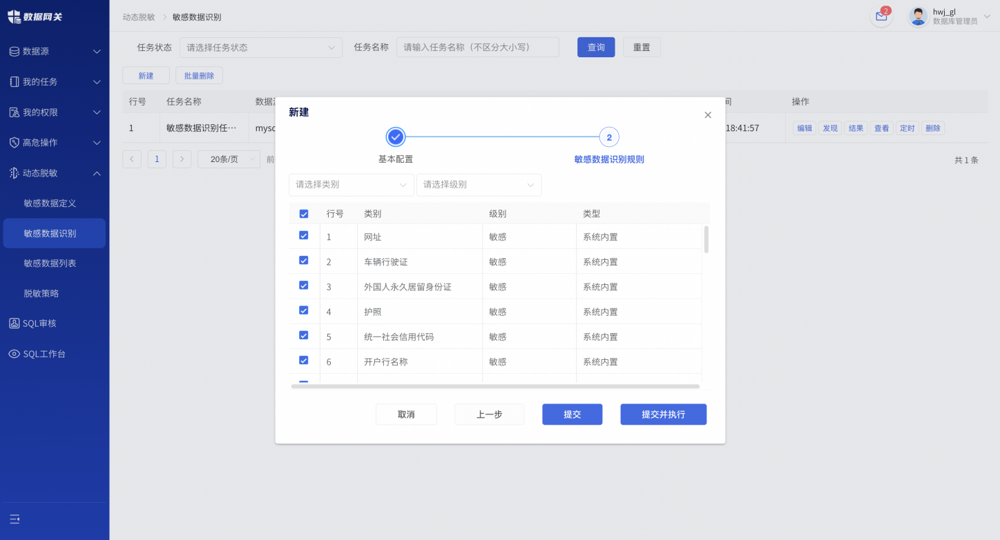 数据网关
动态脱敏 > 敏感数据识别
2
hwj_gl
数据库管理员
数据源
我的任务
我的权限
高危操作
动态脱敏
敏感数据定义
敏感数据识别
敏感数据列表
脱敏策略
SQL审核
SQL工作台
任务状态 请选择任务状态 任务名称 请输入任务名称（不区分大小写） 查询 重置
新建 批量删除
行号 任务名称 操作
1 敏感数据识别任… 18:41:57 编辑 发现 结果 查看 定时 删除
1 20条/页 共 1 条
新建
2
基本配置 敏感数据识别规则
请选择类别 请选择级别
行号 类别 级别 类型
1 网址 敏感 系统内置
2 车辆行驶证 敏感 系统内置
3 外国人永久居留身份证 敏感 系统内置
4 护照 敏感 系统内置
5 统一社会信用代码 敏感 系统内置
6 开户行名称 敏感 系统内置
取消 上一步 提交 提交并执行